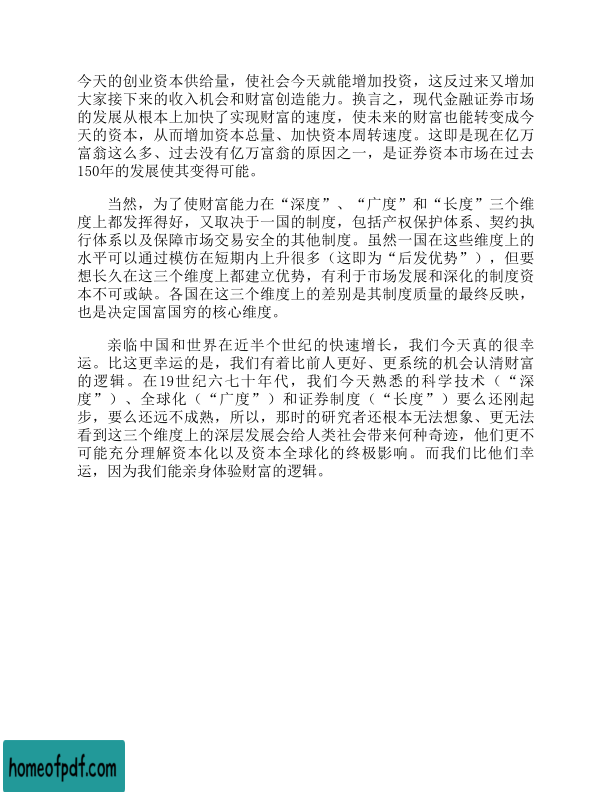 今天的创业资本供给量，使社会今天就能增加投资，这反过来又增加
大家接下来的收入机会和财富创造能力。换言之，现代金融证券市场
的发展从根本上加快了实现财富的速度，使未来的财富也能转变成今
天的资本，从而增加资本总量、加快资本周转速度。这即是现在亿万
富翁这么多、过去没有亿万富翁的原因之一，是证券资本市场在过去
150年的发展使其变得可能。
当然，为了使财富能力在“深度”、“广度”和“长度”三个维
度上都发挥得好，又取决于一国的制度，包括产权保护体系、契约执
行体系以及保障市场交易安全的其他制度。虽然一国在这些维度上的
水平可以通过模仿在短期内上升很多（这即为“后发优势”），但要
想长久在这三个维度上都建立优势，有利于市场发展和深化的制度资
本不可或缺。各国在这三个维度上的差别是其制度质量的最终反映，
也是决定国富国穷的核心维度。
亲临中国和世界在近半个世纪的快速增长，我们今天真的很幸
运。比这更幸运的是，我们有着比前人更好、更系统的机会认清财富
的逻辑。在19世纪六七十年代，我们今天熟悉的科学技术（“深
度”）、全球化（“广度”）和证券制度（“长度”）要么还刚起
步，要么还远不成熟，所以，那时的研究者还根本无法想象、更无法
看到这三个维度上的深层发展会给人类社会带来何种奇迹，他们更不
可能充分理解资本化以及资本全球化的终极影响。而我们比他们幸
运，因为我们能亲身体验财富的逻辑。
homeofpdf.com